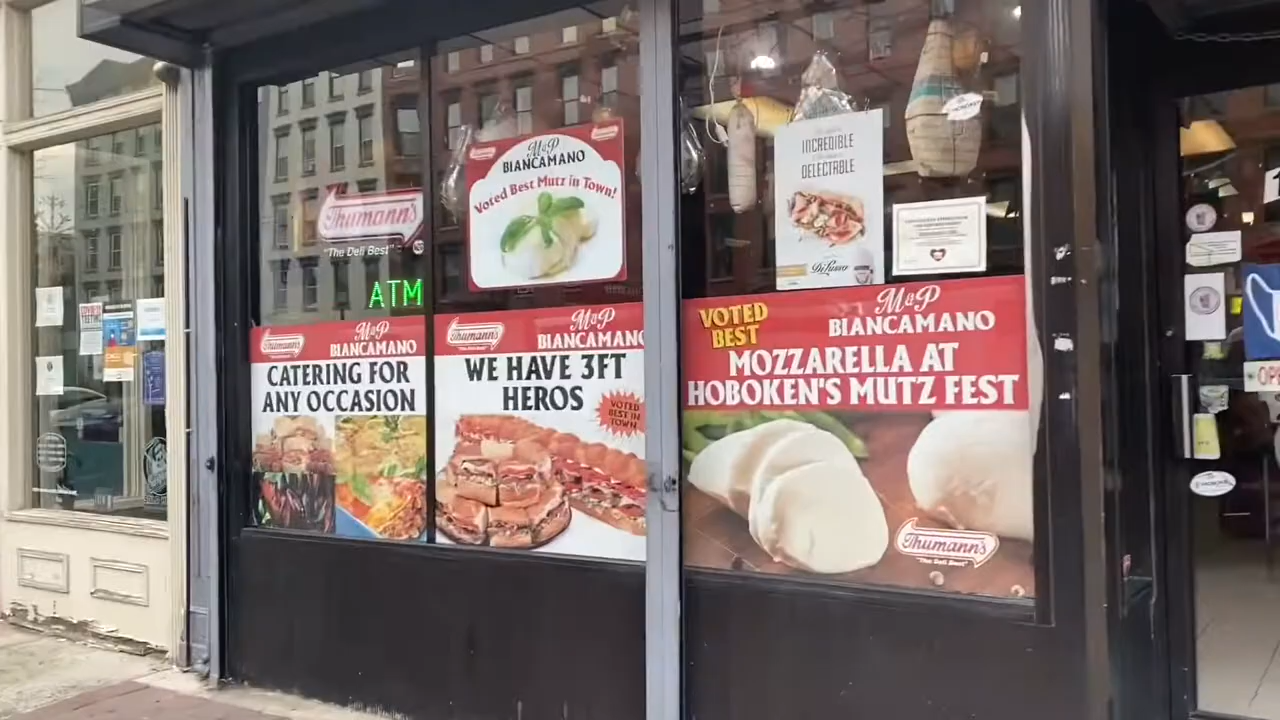 M&P
BIANCAMANO
Voted Best Mutz in Town!
Thumann's
"The Deli Best"
ATM
INCREDIBLE
DELECTABLE
DiLusso
Thumann's
M&P
BIANCAMANO
CATERING FOR
ANY OCCASION
Thumann's
M&P
BIANCAMANO
WE HAVE 3FT
HEROS
VOTED
BEST IN
TOWN
VOTED
BEST
M&P
BIANCAMANO
MOZZARELLA AT
HOBOKEN'S MUTZ FEST
Thumann's
"The Deli Best"
OPE